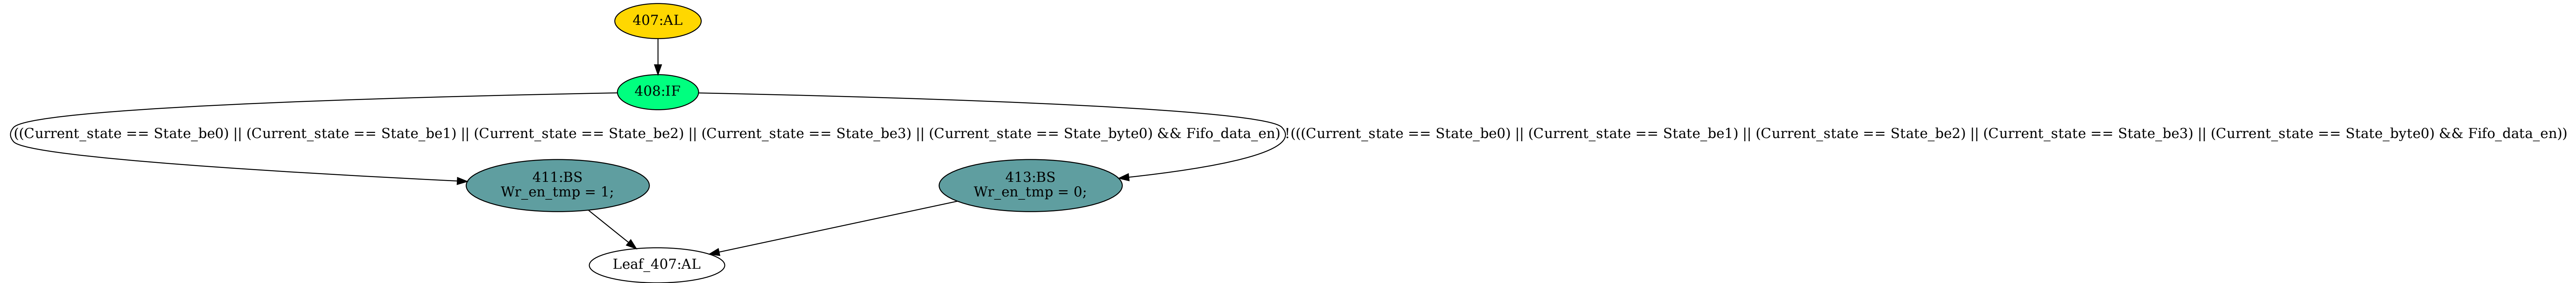 407:AL
408:IF
((Current_state == State_be0) || (Current_state == State_be1) || (Current_state == State_be2) || (Current_state == State_be3) || (Current_state == State_byte0) && Fifo_data_en)
!(((Current_state == State_be0) || (Current_state == State_be1) || (Current_state == State_be2) || (Current_state == State_be3) || (Current_state == State_byte0) && Fifo_data_en))
411:BS
Wr_en_tmp = 1;
413:BS
Wr_en_tmp = 0;
Leaf_407:AL